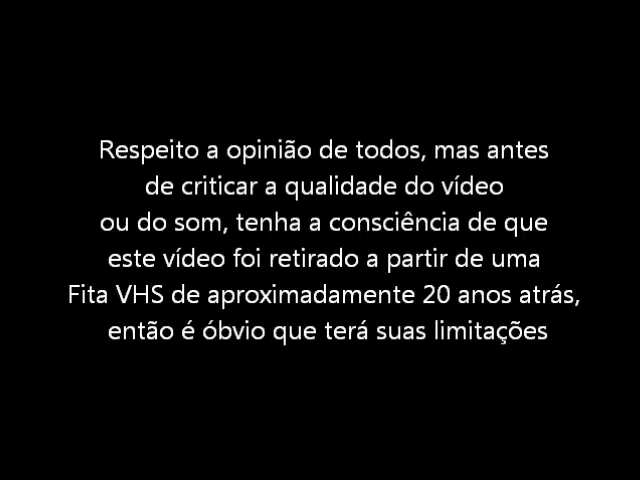 Respeito a opinião de todos, mas antes
de criticar a qualidade do vídeo
ou do som, tenha a consciência de que
este vídeo foi retirado a partir de uma
Fita VHS de aproximadamente 20 anos atrás,
então é óbvio que terá suas limitações